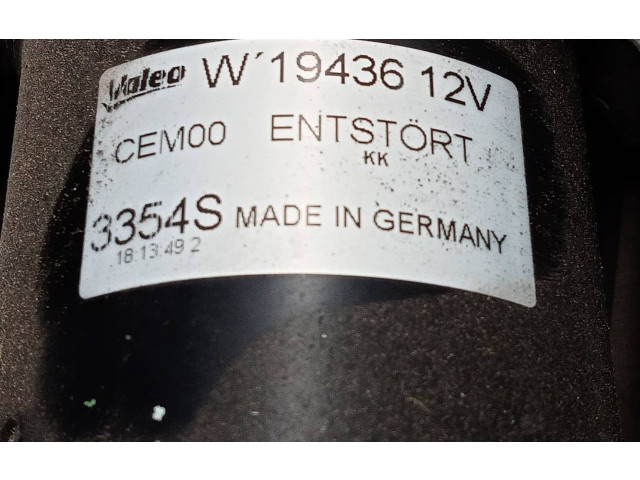 Valeo W´19436 12V
CEM00 ENTSTÖRT
KK
3354S MADE IN GERMANY
18:13:49 2